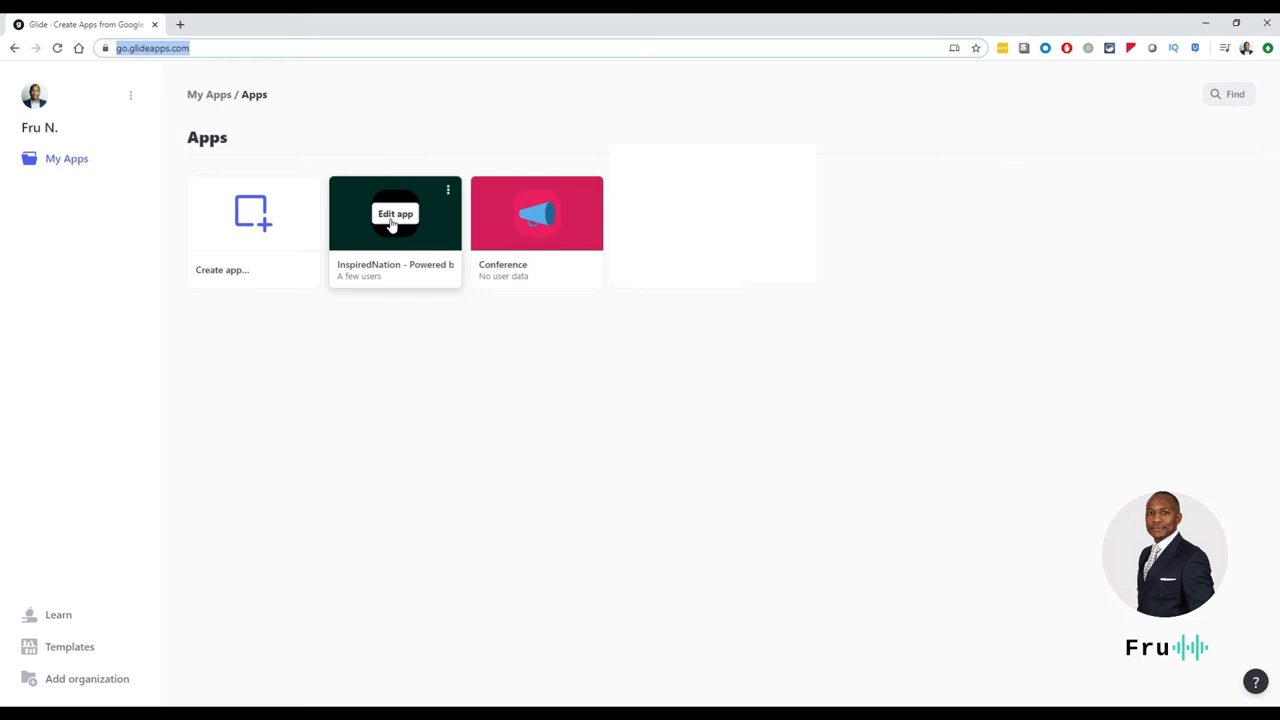 Glide - Create Apps from Google
go.glideapps.com
IQ
Fru N.
My Apps
My Apps / Apps
Find
Apps
Create app...
Edit app
InspiredNation - Powered b
A few users
Conference
No user data
Learn
Templates
Add organization
Fru
?